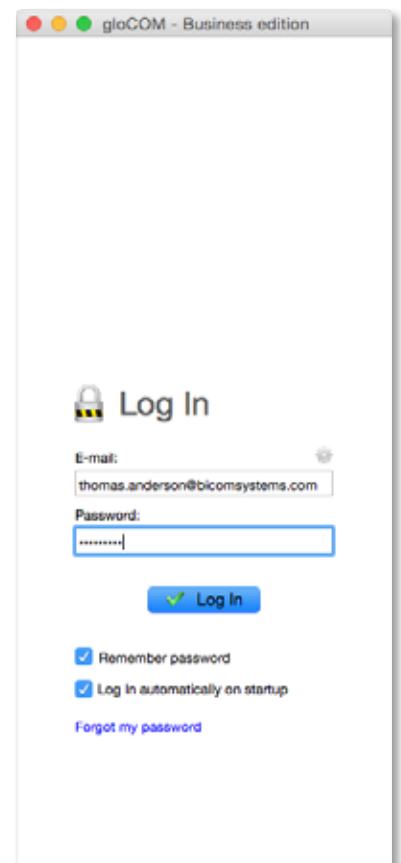 gloCOM - Business edition
Log In
E-mail:
thomas.anderson@bicomsystems.com
Password:
•••••••••
Log In
Remember password
Log In automatically on startup
Forgot my password